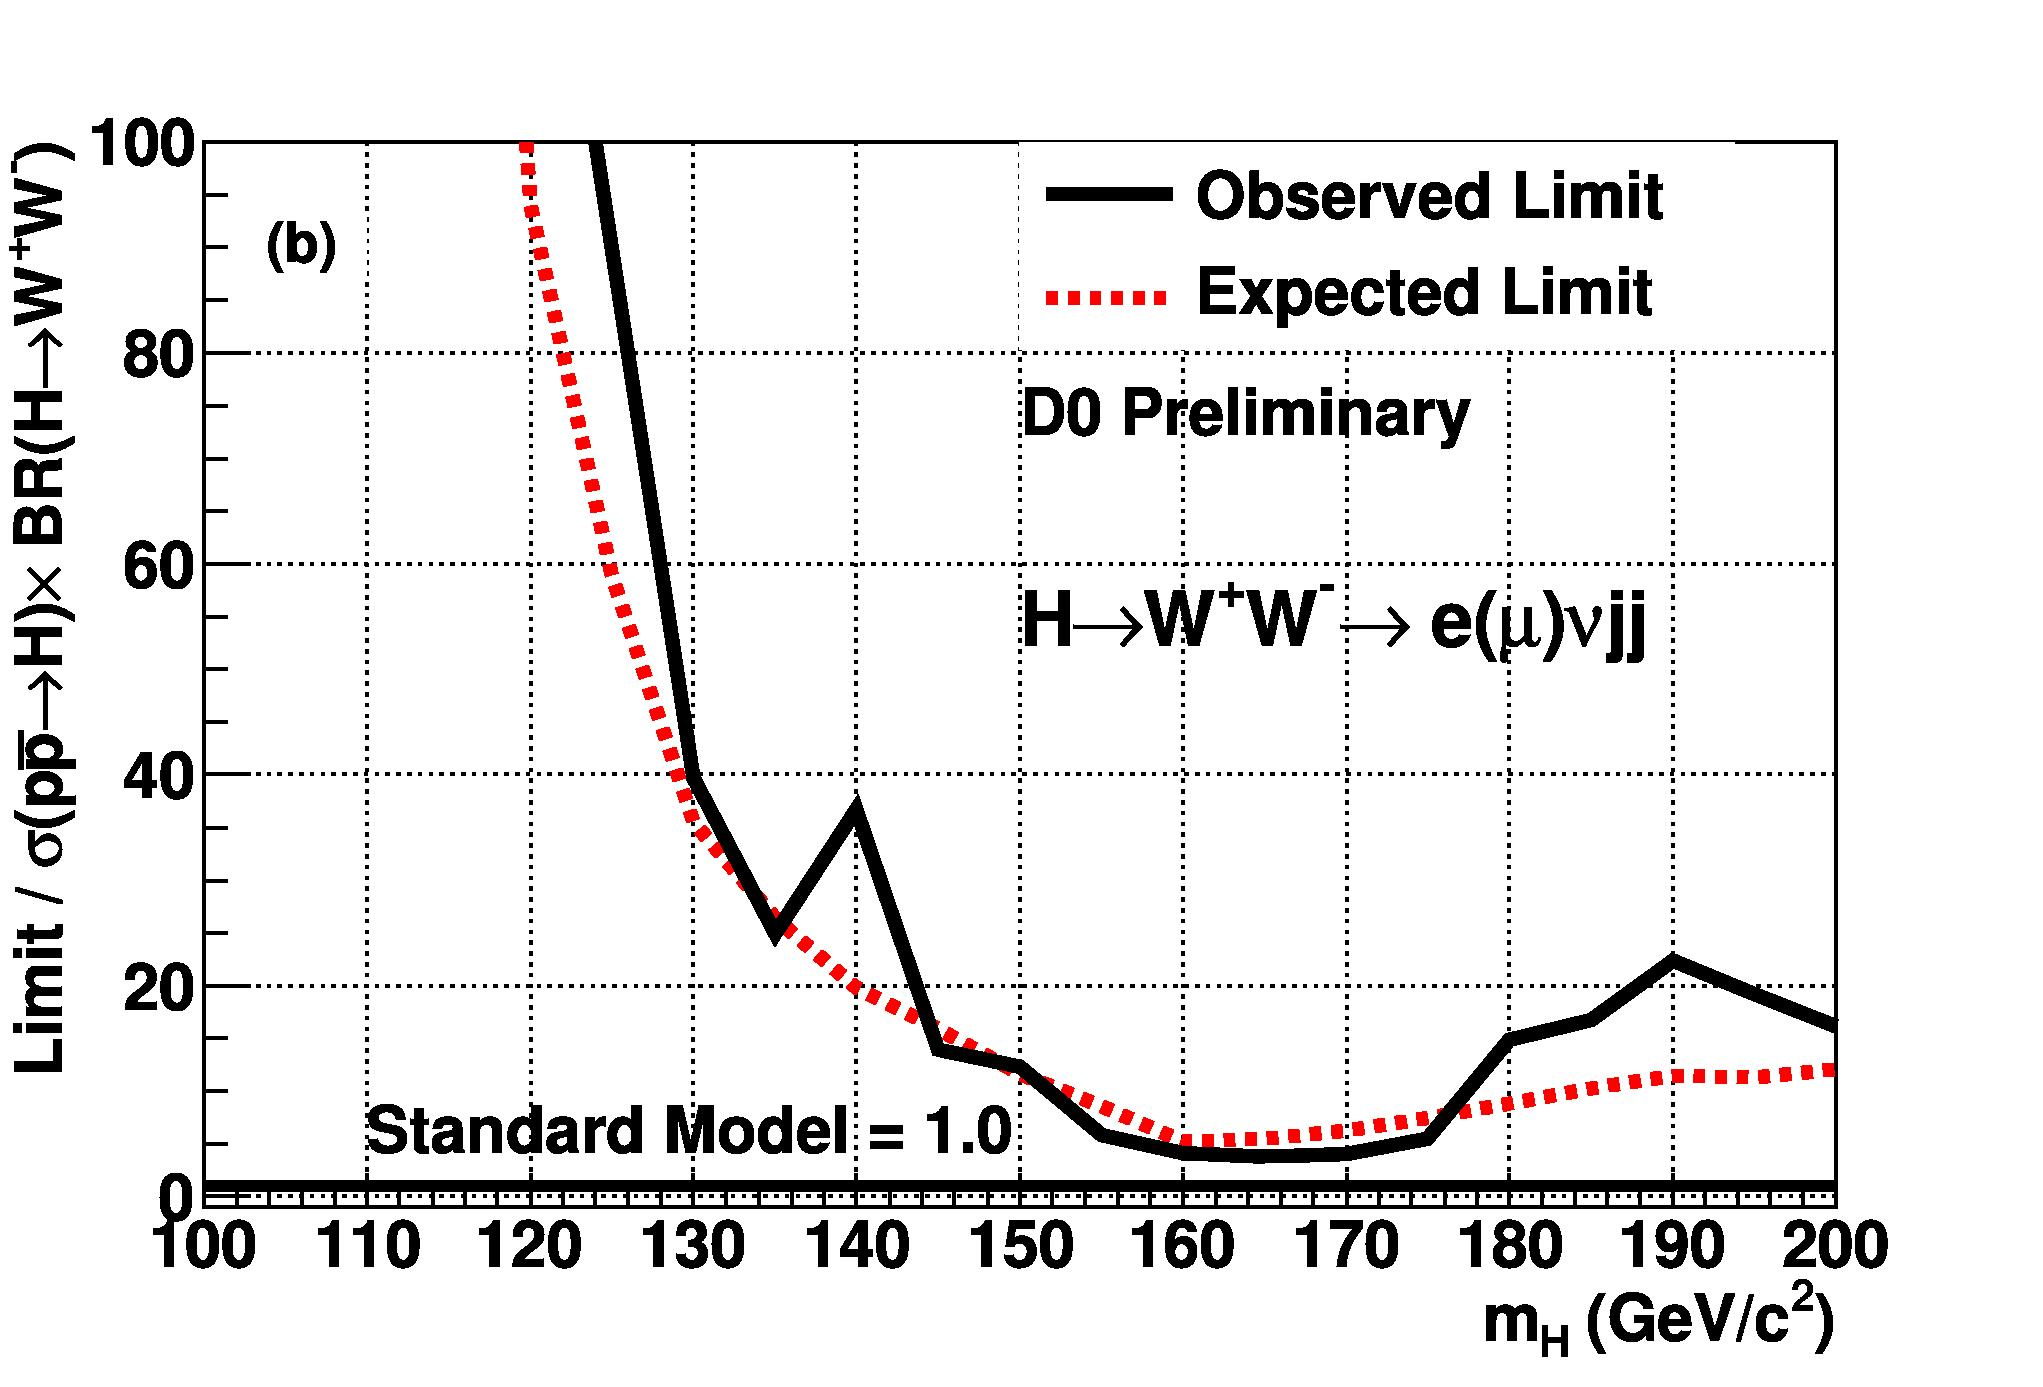 Limit / σ(pp̅→H)× BR(H→W⁺W⁻)
100
80
60
40
20
0
(b)
Observed Limit
Expected Limit
D0 Preliminary
H→W⁺W⁻ → e(μ)νjj
Standard Model = 1.0
100 110 120 130 140 150 160 170 180 190 200
m_H (GeV/c²)